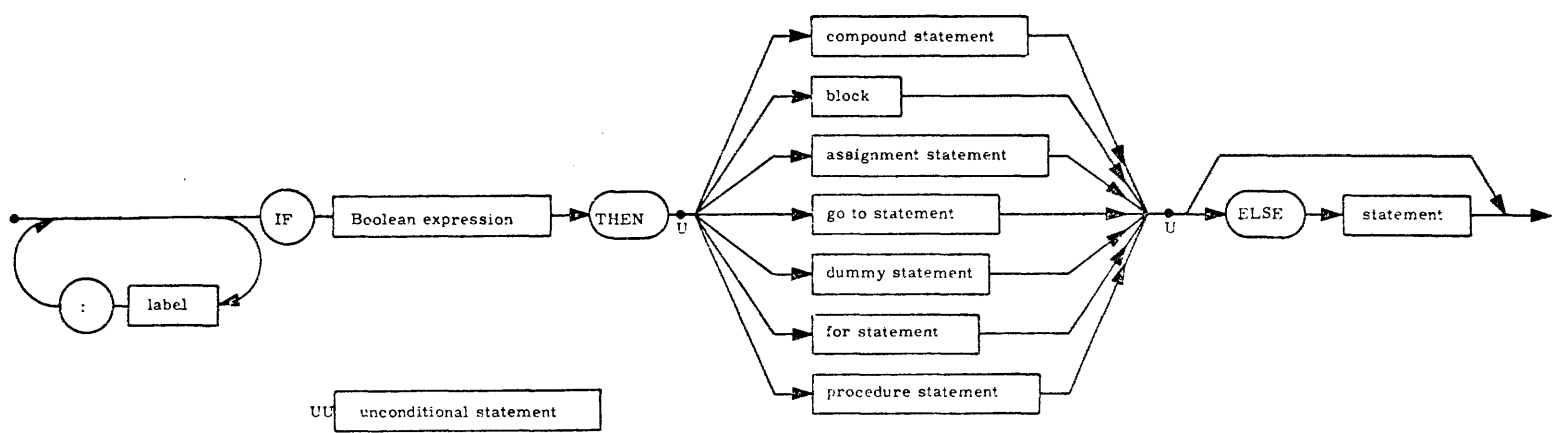 compound statement
block
assignment statement
IF
Boolean expression
THEN
U
go to statement
U
ELSE
statement
dummy statement
:
label
for statement
procedure statement
UU
unconditional statement